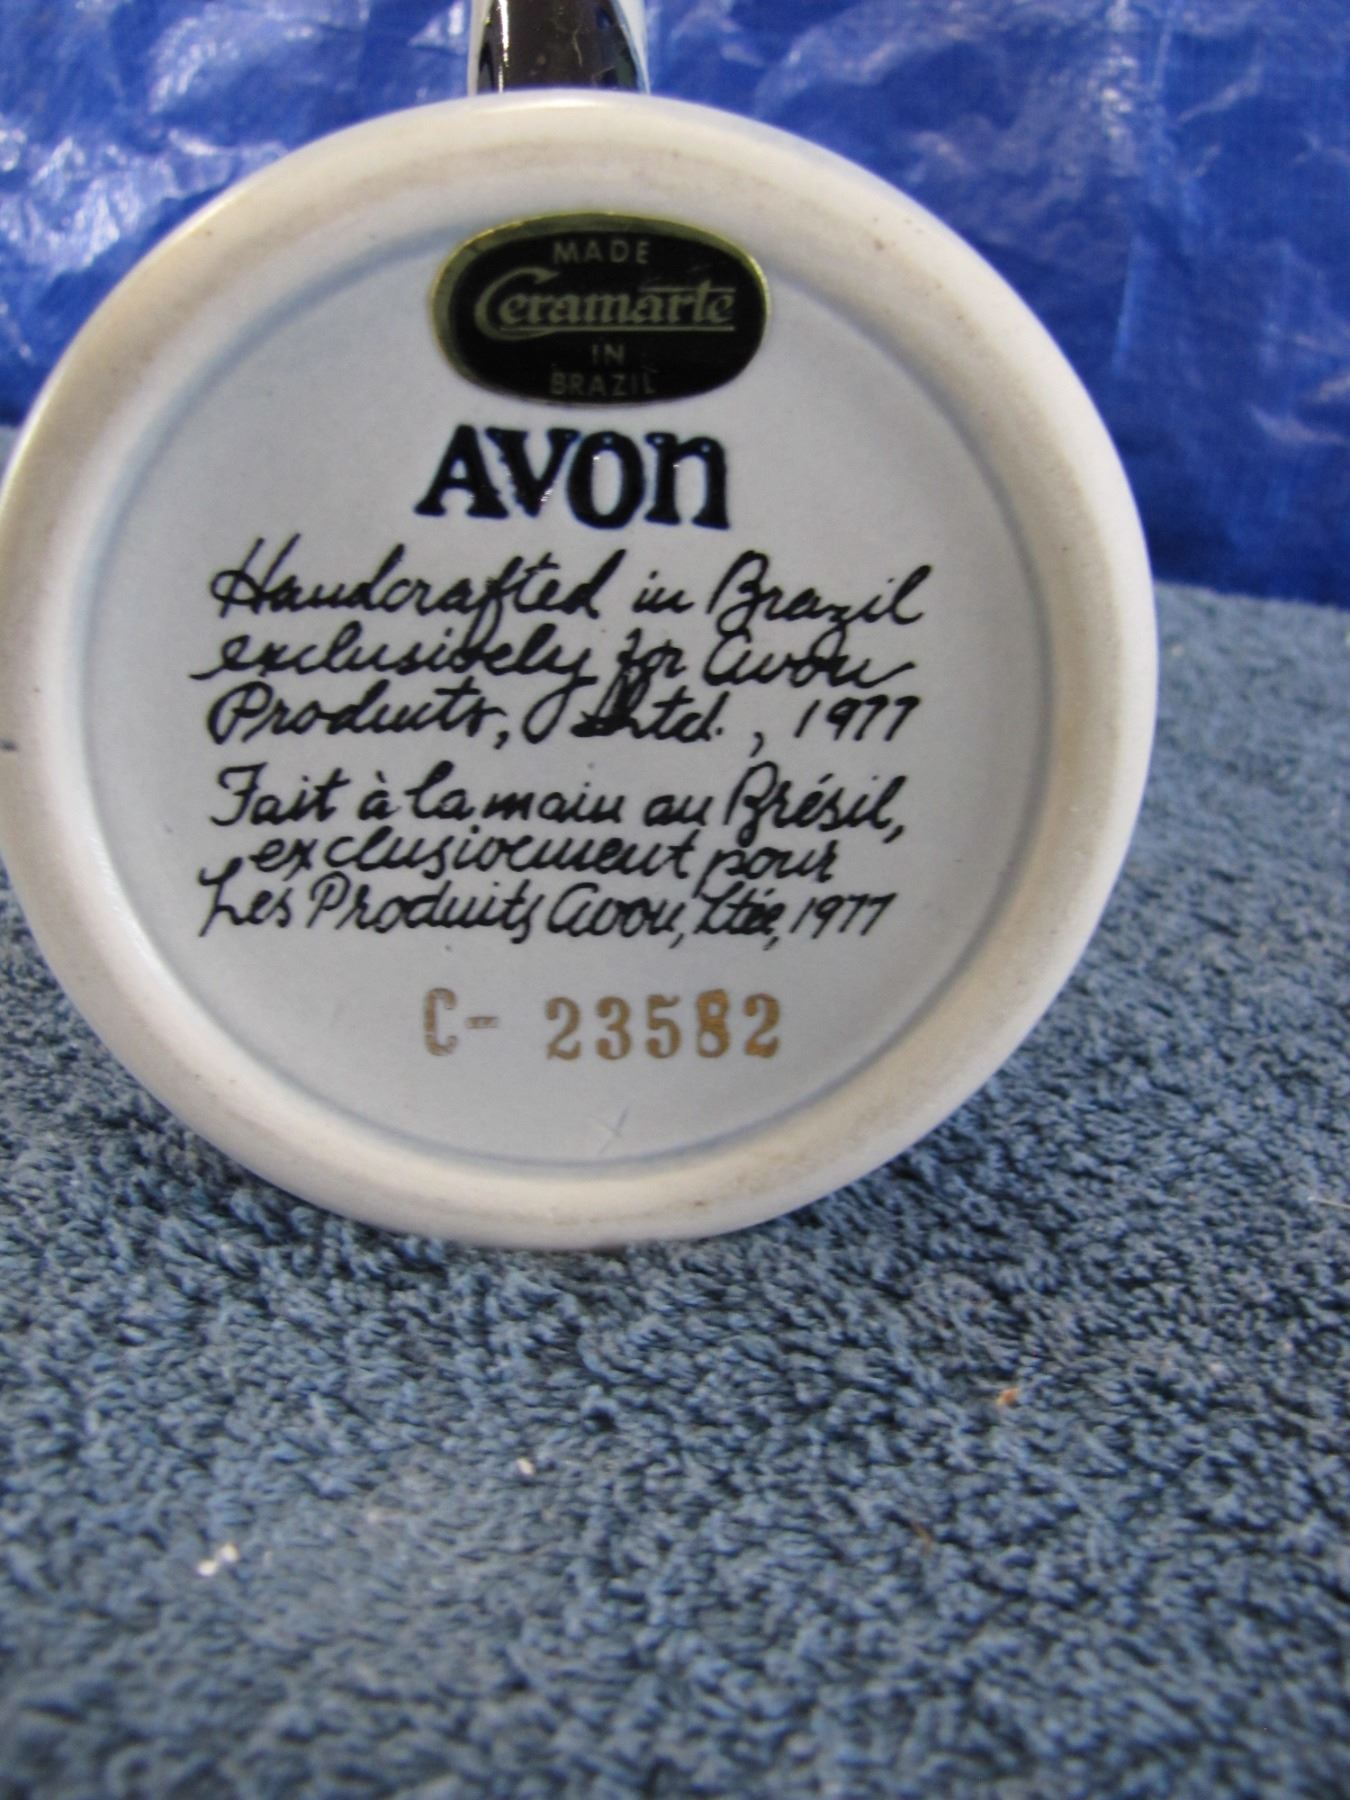 MADE
Ceramarte
IN
BRAZIL
AVON
Handcrafted in Brazil
exclusively for Avon
Products, Ltd., 1977
Fait à la main au Brésil,
exclusivement pour
Les Produits Avon, Ltée, 1977
C- 23582